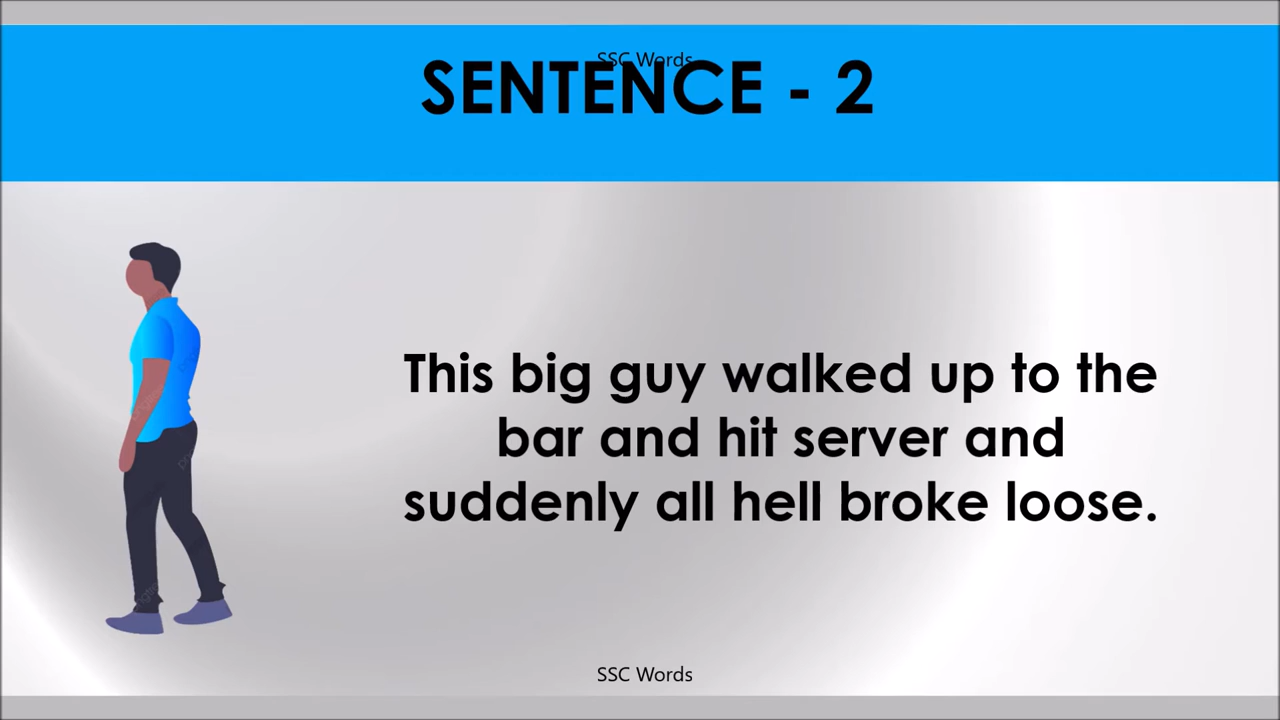 SSC Words
SENTENCE - 2
This big guy walked up to the
bar and hit server and
suddenly all hell broke loose.
SSC Words